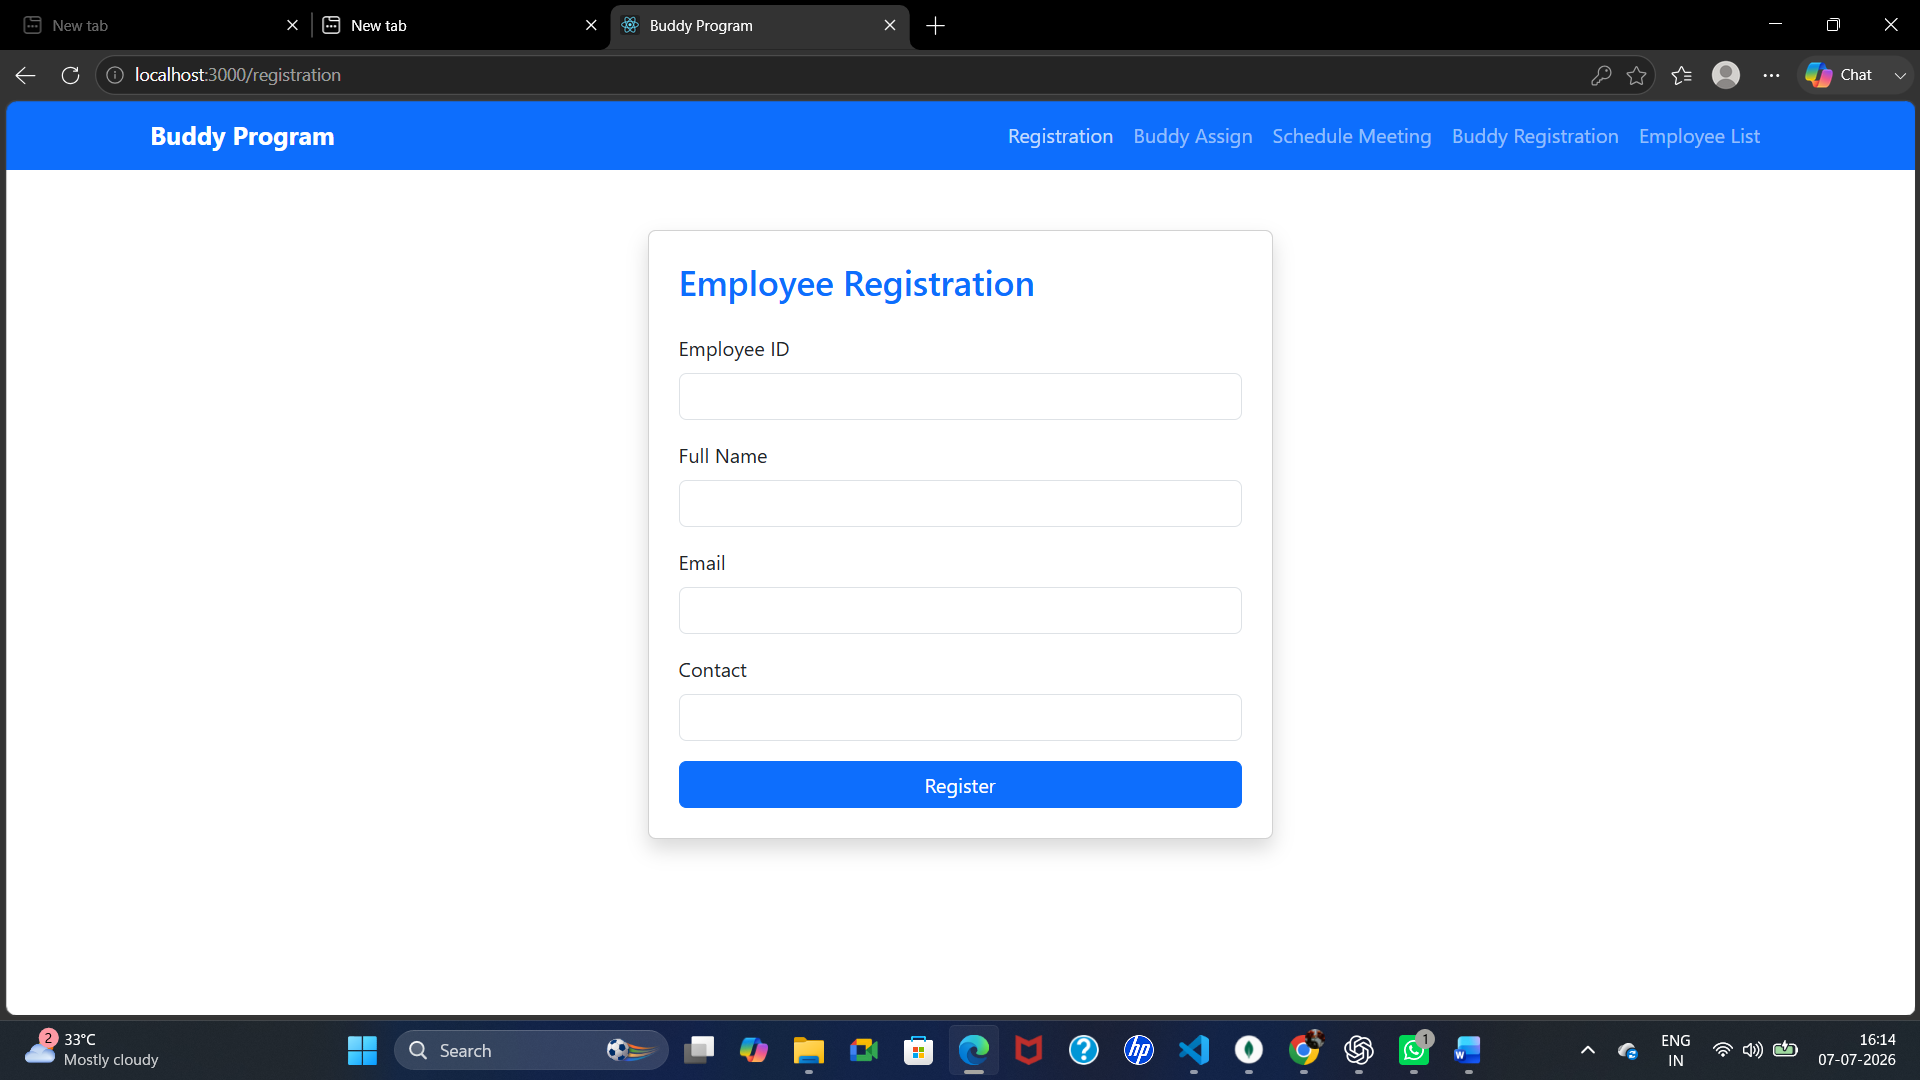 New tab
New tab
Buddy Program
localhost:3000/registration
Chat
Buddy Program
Registration
Buddy Assign
Schedule Meeting
Buddy Registration
Employee List
Employee Registration
Employee ID
Full Name
Email
Contact
Register
2
33°C
Mostly cloudy
Search
hp
?
W
1
ENG
IN
16:14
07-07-2026